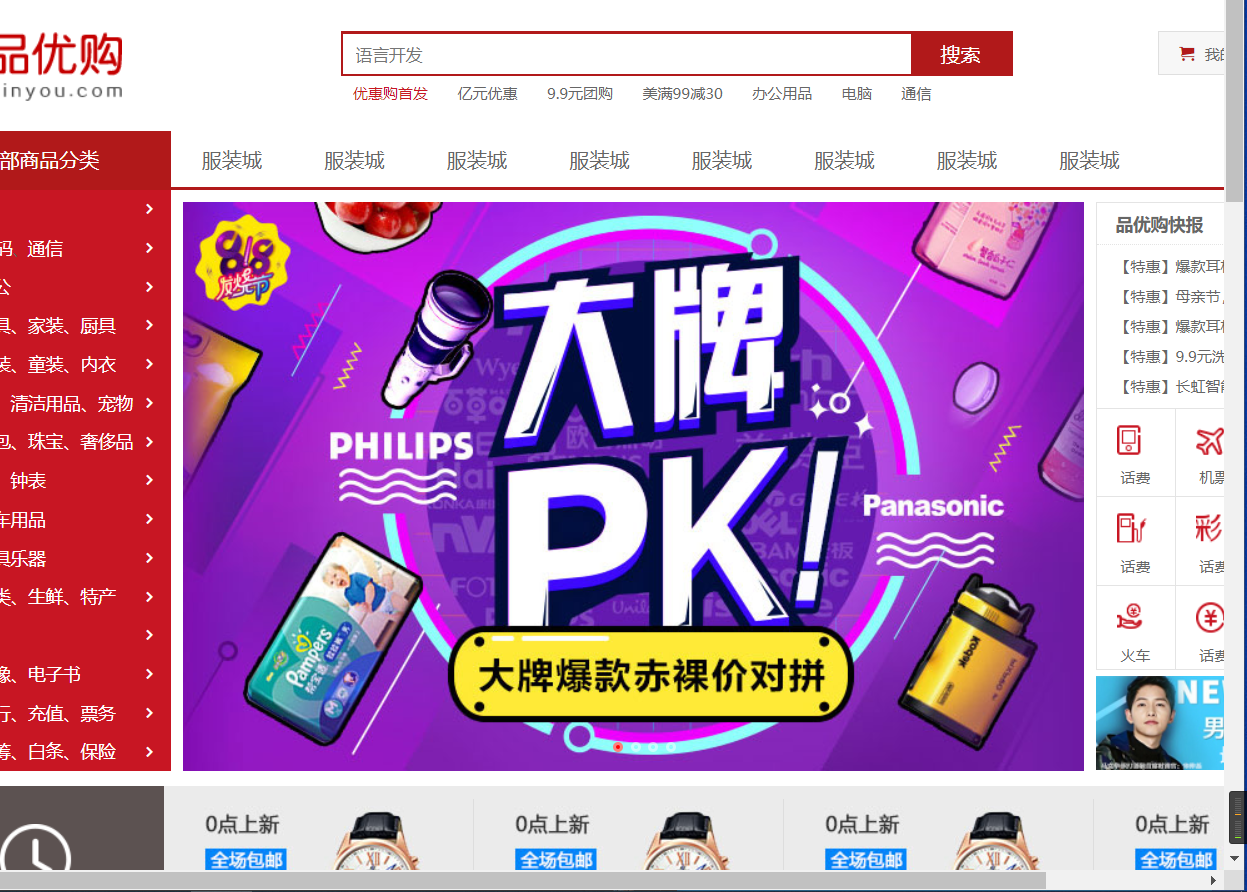 品优购
inyou.com
语言开发
搜索
我的
优惠购首发 亿元优惠 9.9元团购 美满99减30 办公用品 电脑 通信
部商品分类
服装城 服装城 服装城 服装城 服装城 服装城 服装城 服装城
码、通信
公
具、家装、厨具
装、童装、内衣
清洁用品、宠物
包、珠宝、奢侈品
钟表
车用品
俱乐器
类、生鲜、特产
象、电子书
行、充值、票务
筹、白条、保险
大牌
PK!
PHILIPS
Panasonic
Pampers
Kodak
大牌爆款赤裸价对拼
品优购快报
【特惠】爆款耳机
【特惠】母亲节,
【特惠】爆款耳机
【特惠】9.9元洗
【特惠】长虹智能
话费 机票
话费 话费
火车 话费
NEW
男
0点上新 0点上新 0点上新 0点上新
全场包邮 全场包邮 全场包邮 全场包邮